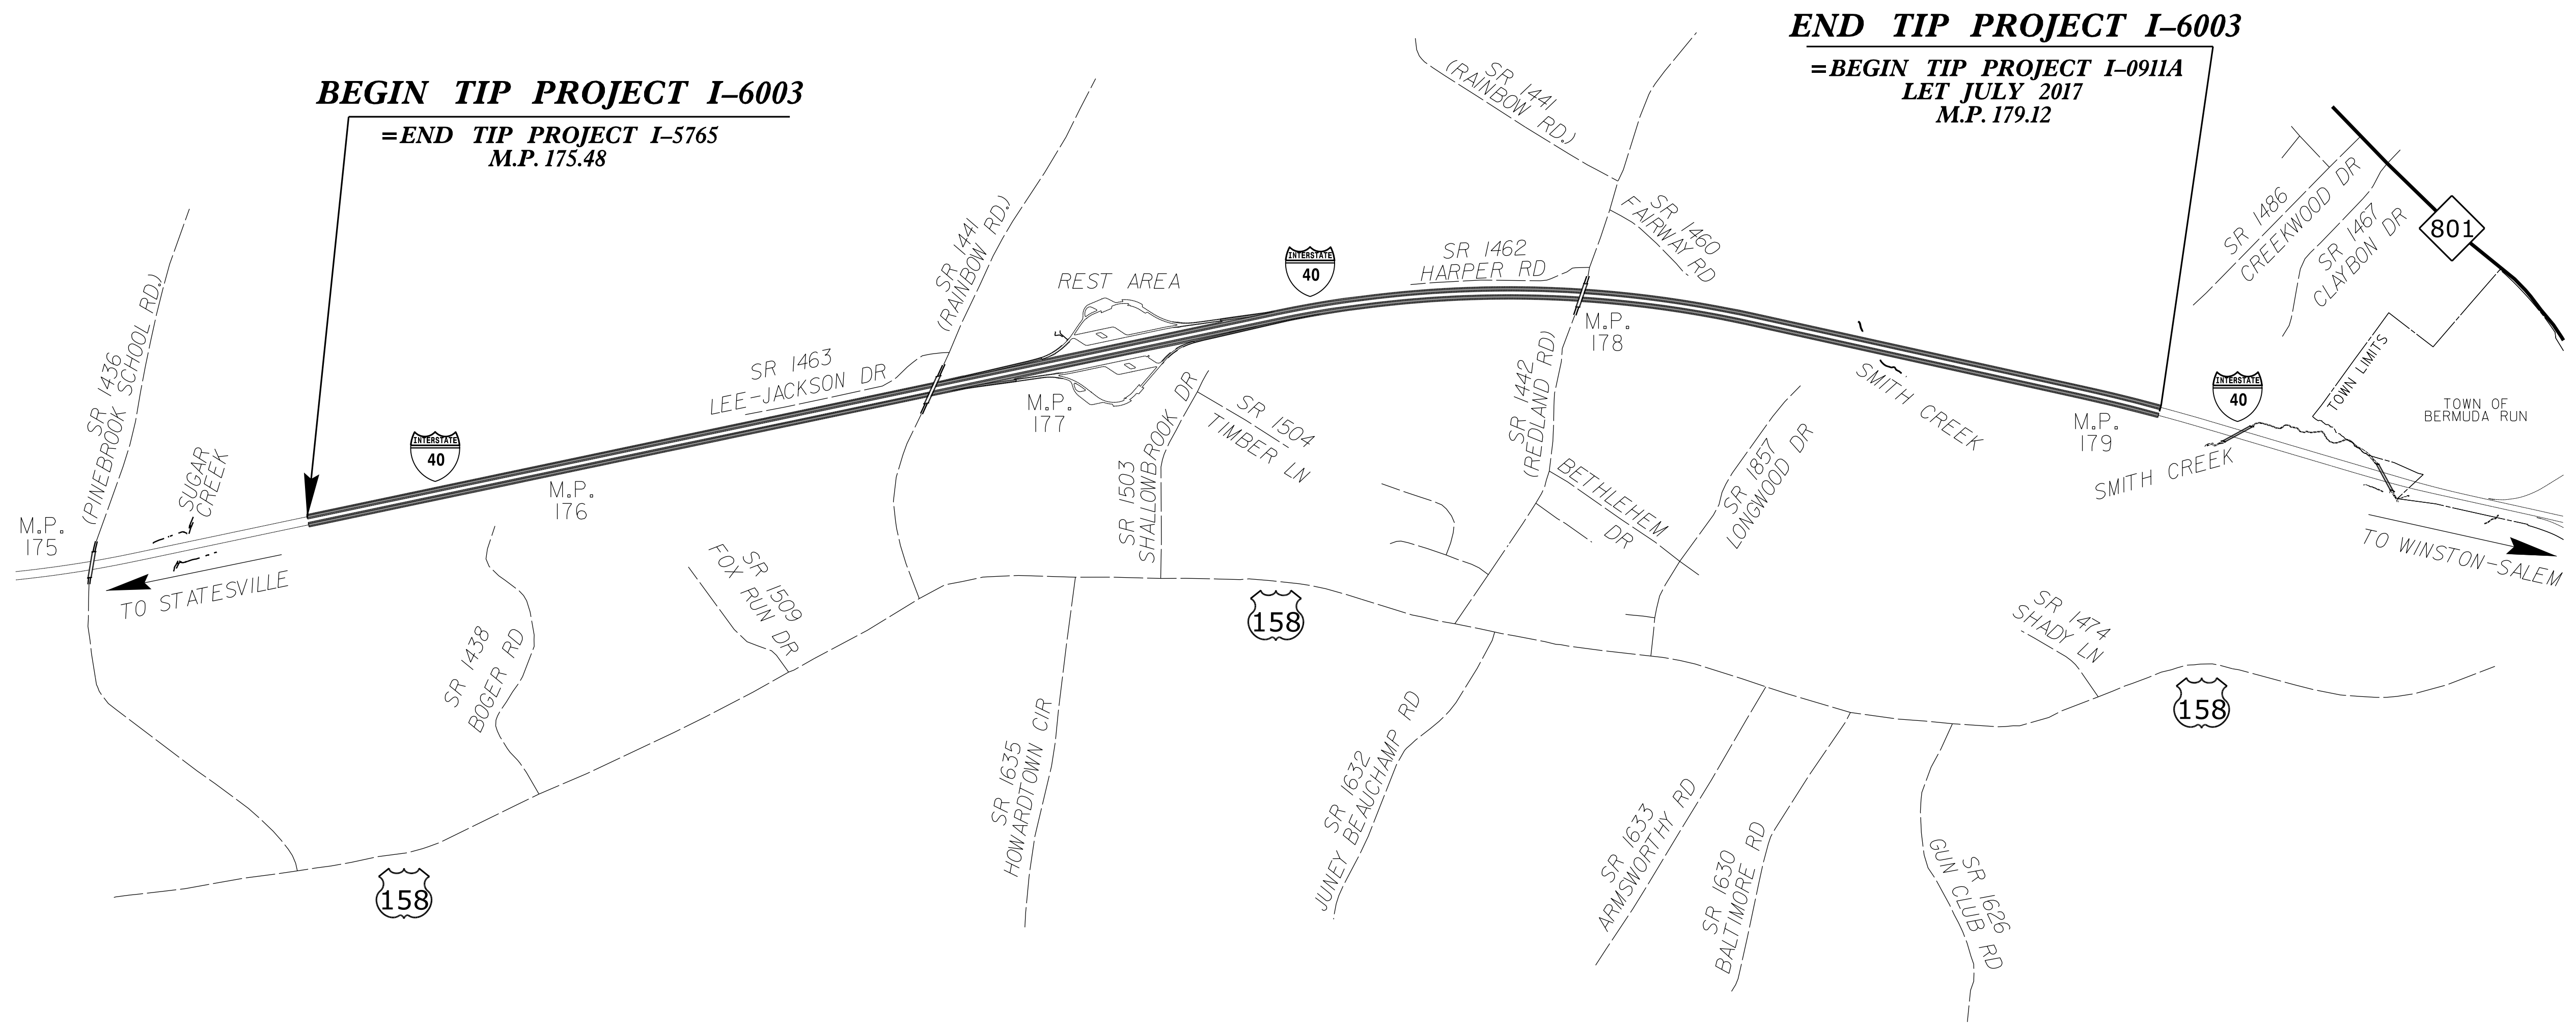 BEGIN TIP PROJECT I–6003
=END TIP PROJECT I–5765
M.P. 175.48
END TIP PROJECT I–6003
=BEGIN TIP PROJECT I–0911A
LET JULY 2017
M.P. 179.12
SR 1436
(PINEBROOK SCHOOL RD.)
SUGAR
CREEK
M.P.
175
TO STATESVILLE
INTERSTATE
40
M.P.
176
SR 1463
LEE-JACKSON DR
SR 1441
(RAINBOW RD.)
REST AREA
M.P.
177
INTERSTATE
40
SR 1462
HARPER RD
SR 1441
(RAINBOW RD.)
SR 1460
FAIRWAY RD
M.P.
178
SMITH CREEK
M.P.
179
INTERSTATE
40
SMITH CREEK
SR 1486
CREEKWOOD DR
SR 1467
CLAYBON DR
801
TOWN LIMITS
TOWN OF
BERMUDA RUN
TO WINSTON-SALEM
SR 1438
BOGER RD
SR 1509
FOX RUN DR
SR 1503
SHALLOWBROOK DR
SR 1504
TIMBER LN
SR 1442
(REDLAND RD)
BETHLEHEM
DR
SR 1857
LONGWOOD DR
158
158
158
SR 1474
SHADY LN
SR 1635
HOWARDTOWN CIR
SR 1632
JUNEY BEAUCHAMP RD
SR 1633
ARMSWORTHY RD
SR 1630
BALTIMORE RD
SR 1626
GUN CLUB RD